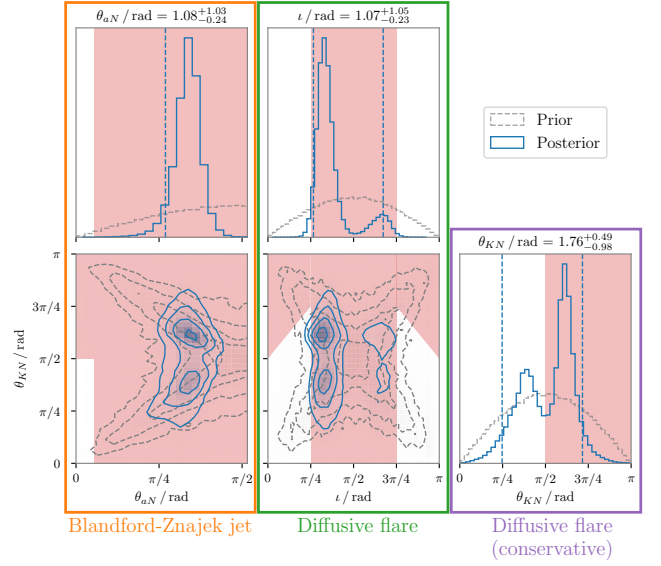 θ_{aN} / rad = 1.08^{+1.03}_{−0.24}
ι / rad = 1.07^{+1.05}_{−0.23}
Prior
Posterior
θ_{KN} / rad = 1.76^{+0.49}_{−0.98}
π
3π/4
π/2
π/4
0
θ_{KN} / rad
0
π/4
π/2
θ_{aN} / rad
0
π/4
π/2
3π/4
π
ι / rad
0
π/4
π/2
3π/4
π
θ_{KN} / rad
Blandford-Znajek jet
Diffusive flare
Diffusive flare
(conservative)